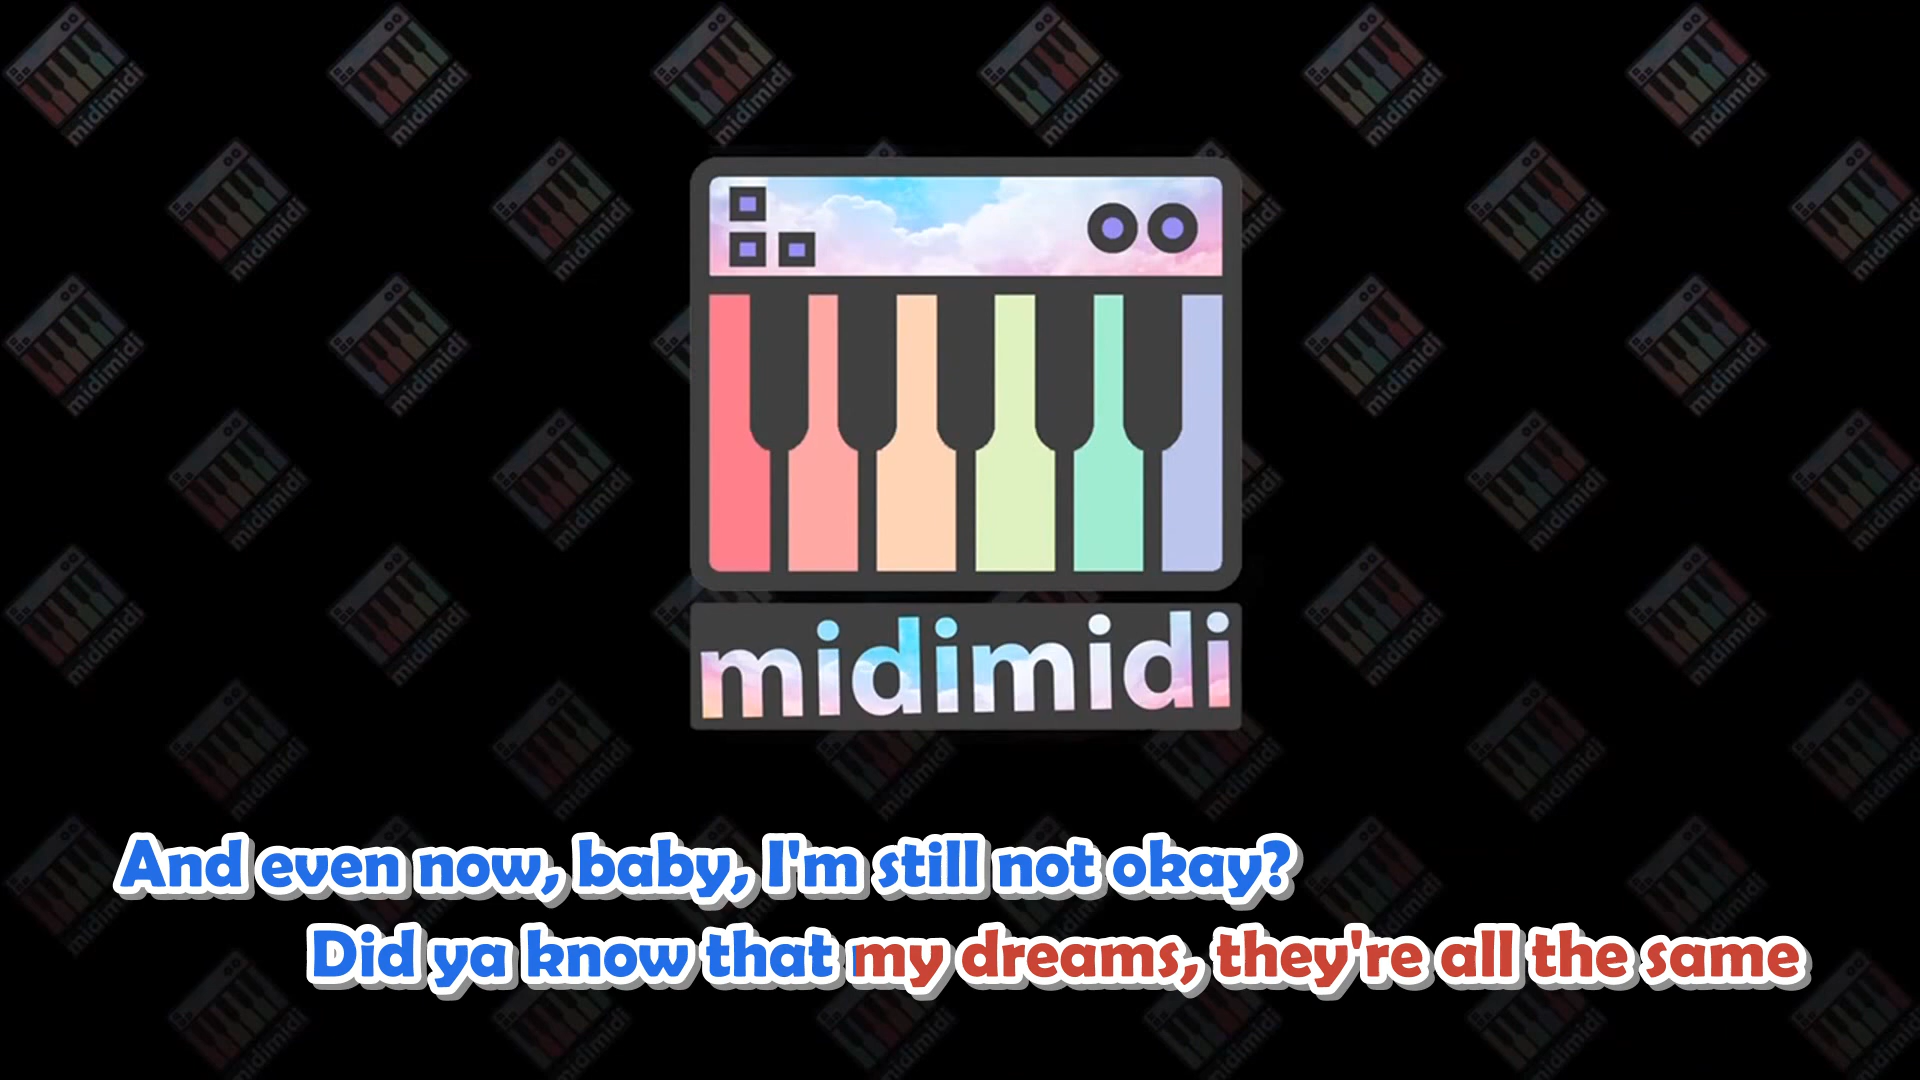 midimidi
And even now, baby, I'm still not okay?
Did ya know that my dreams, they're all the same